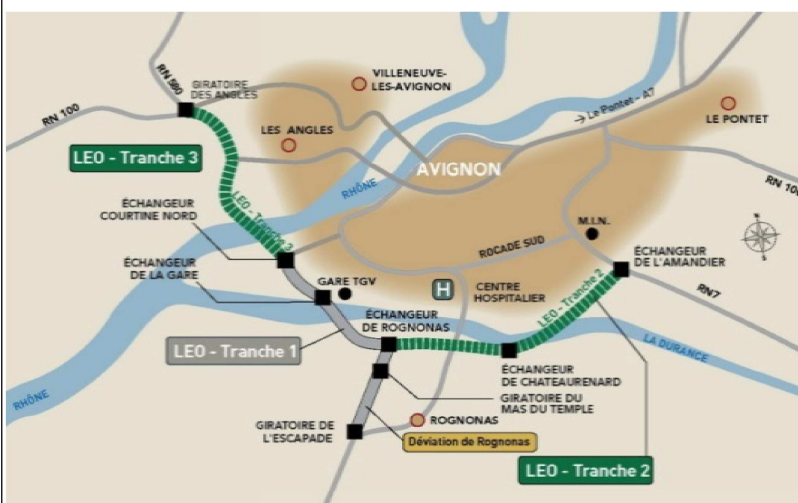 RN 580
GIRATOIRE
DES ANGLES
VILLENEUVE-
LES-AVIGNON
RN 100
LES ANGLES
→ Le Pontet - A7
LE PONTET
LEO - Tranche 3
AVIGNON
RHÔNE
RN 100
ÉCHANGEUR
COURTINE NORD
LEO - Tranche 3
M.I.N.
ROCADE SUD
ÉCHANGEUR
DE L'AMANDIER
ÉCHANGEUR
DE LA GARE
GARE TGV
H
CENTRE
HOSPITALIER
LEO - Tranche 2
RN7
ÉCHANGEUR
DE ROGNONAS
LEO - Tranche 1
LA DURANCE
ÉCHANGEUR
DE CHATEAURENARD
GIRATOIRE DU
MAS DU TEMPLE
RHÔNE
GIRATOIRE DE
L'ESCAPADE
ROGNONAS
Déviation de Rognonas
LEO - Tranche 2